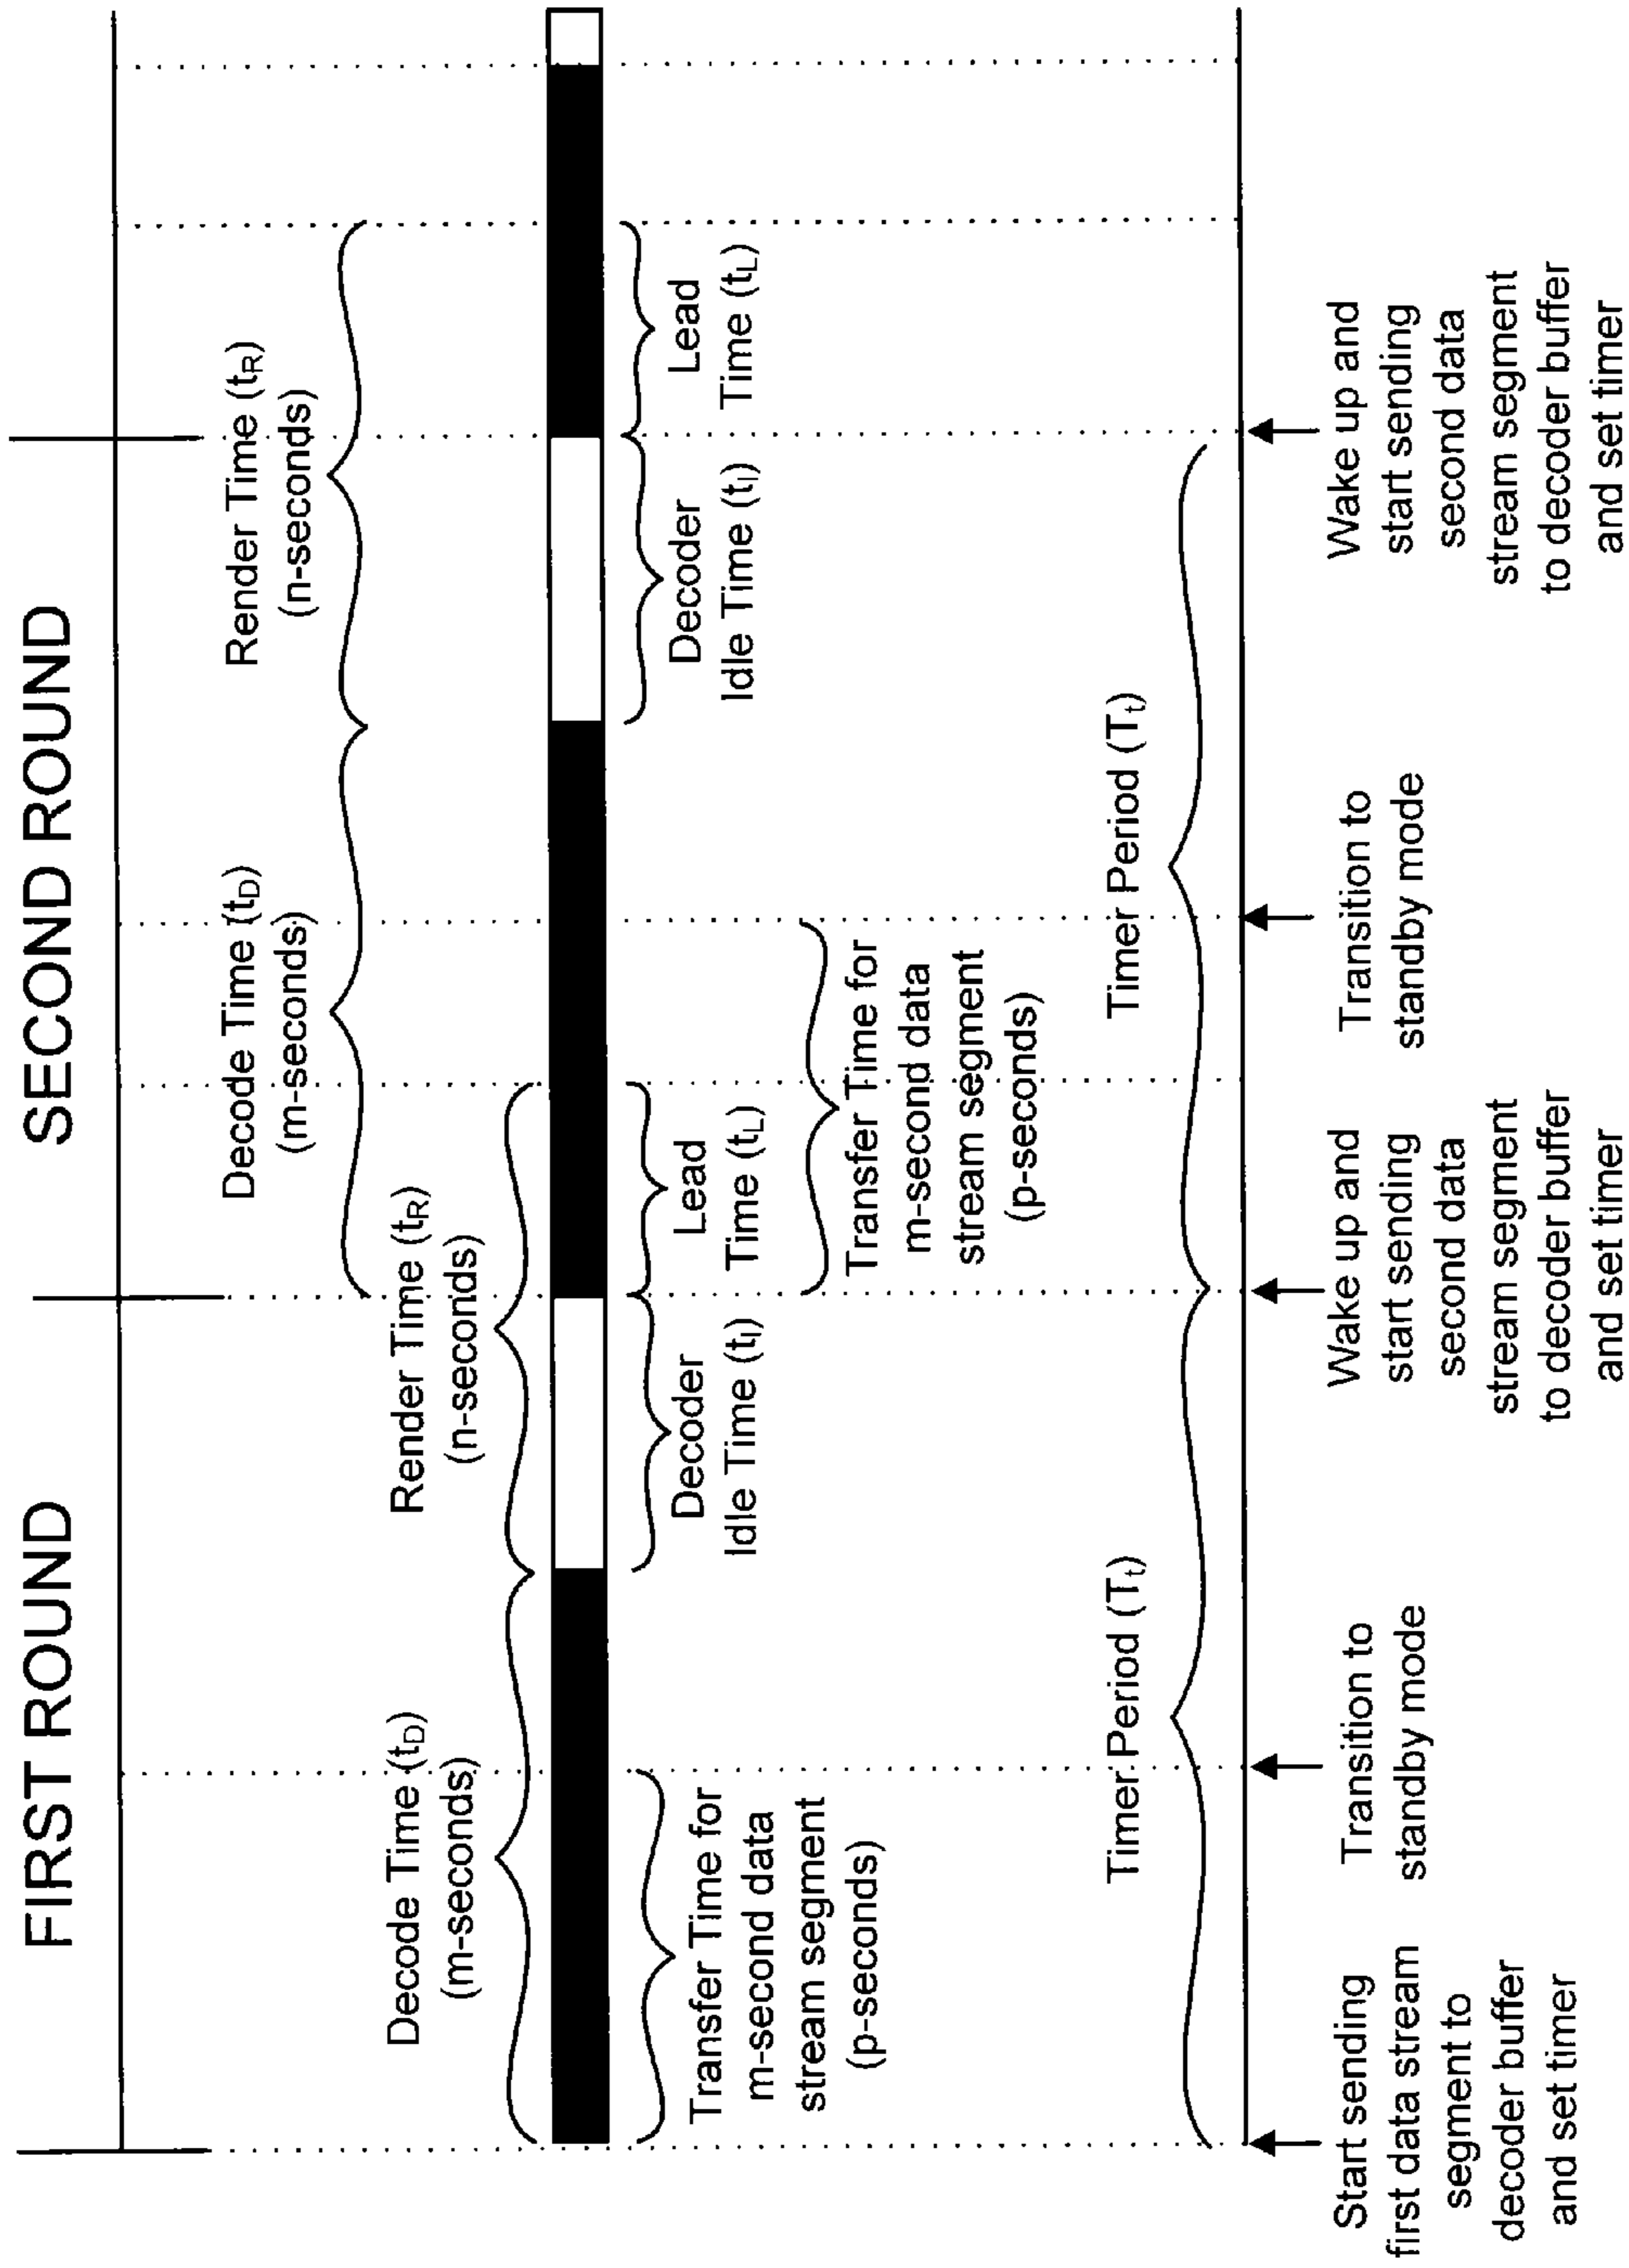 FIRST ROUND
SECOND ROUND
Decode Time (tD)
(m-seconds)
Render Time (tR)
(n-seconds)
Decode Time (tD)
(m-seconds)
Render Time (tR)
(n-seconds)
Transfer Time for
m-second data
stream segment
(p-seconds)
Decoder
Idle Time (tI)
Lead
Time (tL)
Transfer Time for
m-second data
stream segment
(p-seconds)
Decoder
Idle Time (tI)
Lead
Time (tL)
Timer Period (Tt)
Timer Period (Tt)
Start sending
first data stream
segment to
decoder buffer
and set timer
Transition to
standby mode
Wake up and
start sending
second data
stream segment
to decoder buffer
and set timer
Transition to
standby mode
Wake up and
start sending
second data
stream segment
to decoder buffer
and set timer